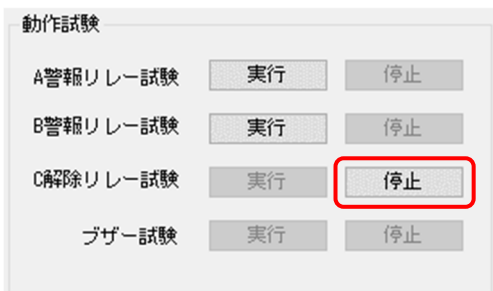 動作試験
A警報リレー試験 実行 停止
B警報リレー試験 実行 停止
C解除リレー試験 実行 停止
ブザー試験 実行 停止